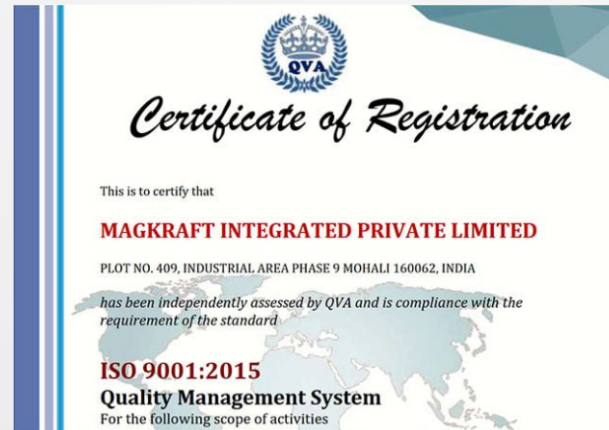 QVA
Certificate of Registration
This is to certify that
MAGKRAFT INTEGRATED PRIVATE LIMITED
PLOT NO. 409, INDUSTRIAL AREA PHASE 9 MOHALI 160062, INDIA
has been independently assessed by QVA and is compliance with the
requirement of the standard
ISO 9001:2015
Quality Management System
For the following scope of activities